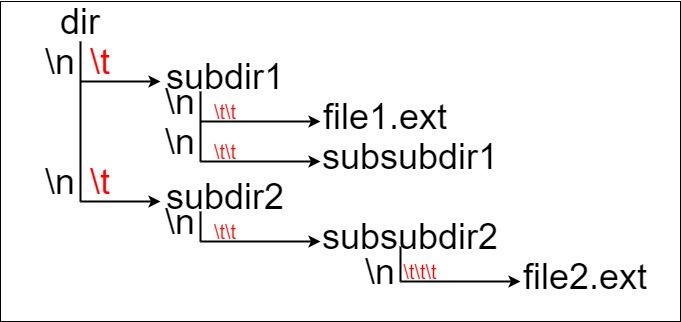 dir
\n \t
subdir1
\n \t\t
file1.ext
\n \t\t
subsubdir1
\n \t
subdir2
\n \t\t
subsubdir2
\n \t\t\t
file2.ext